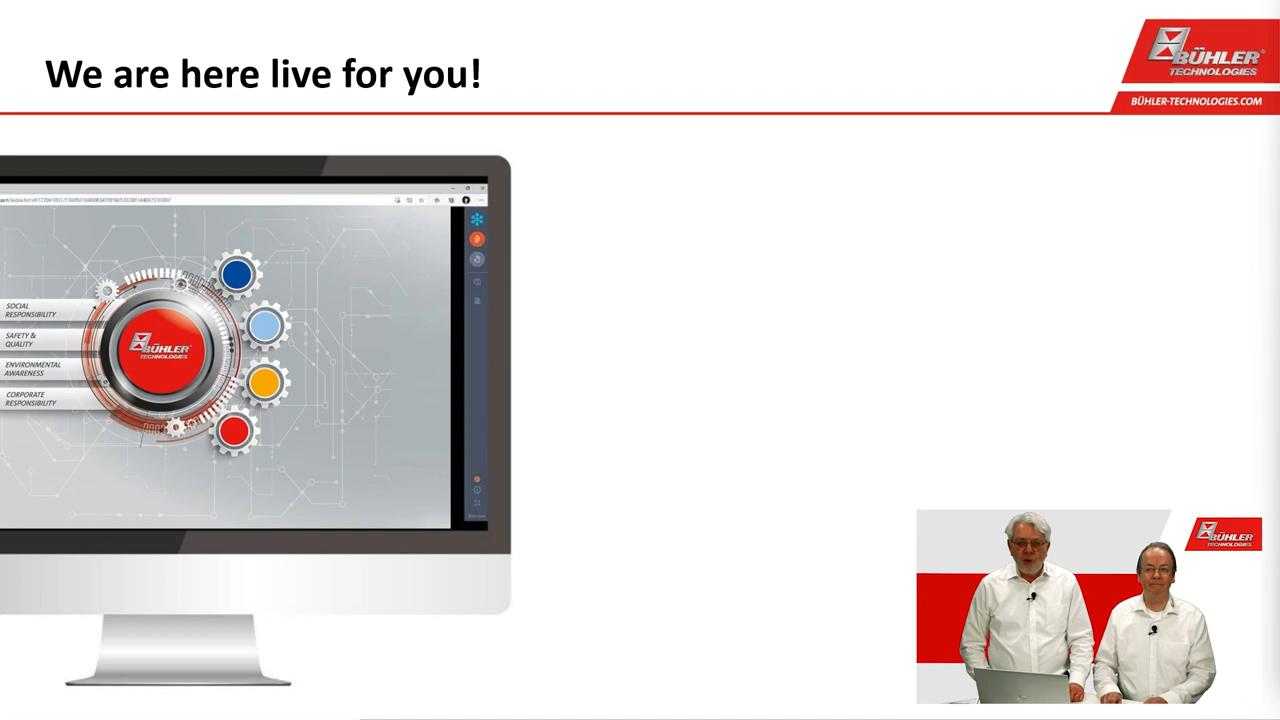 We are here live for you!
BÜHLER®
TECHNOLOGIES
BÜHLER-TECHNOLOGIES.COM
SOCIAL
RESPONSIBILITY
SAFETY &
QUALITY
ENVIRONMENTAL
AWARENESS
CORPORATE
RESPONSIBILITY
BÜHLER®
TECHNOLOGIES
BÜHLER®
TECHNOLOGIES